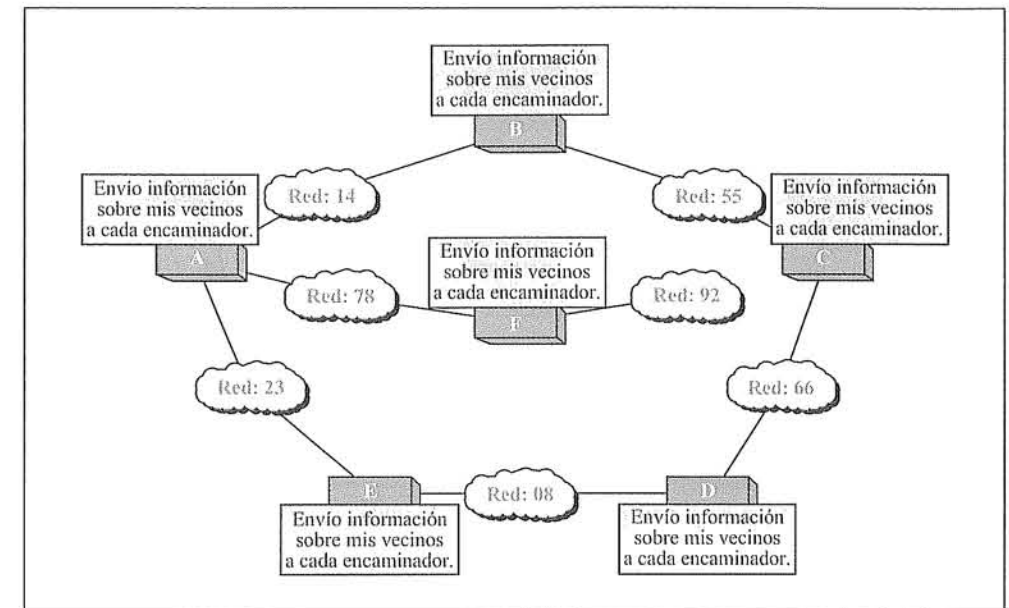 Envío información
sobre mis vecinos
a cada encaminador.
B
Envío información
sobre mis vecinos
a cada encaminador.
A
Red: 14
Red: 55
Envío información
sobre mis vecinos
a cada encaminador.
C
Envío información
sobre mis vecinos
a cada encaminador.
F
Red: 78
Red: 92
Red: 23
Red: 66
E
Envío información
sobre mis vecinos
a cada encaminador.
Red: 08
D
Envío información
sobre mis vecinos
a cada encaminador.